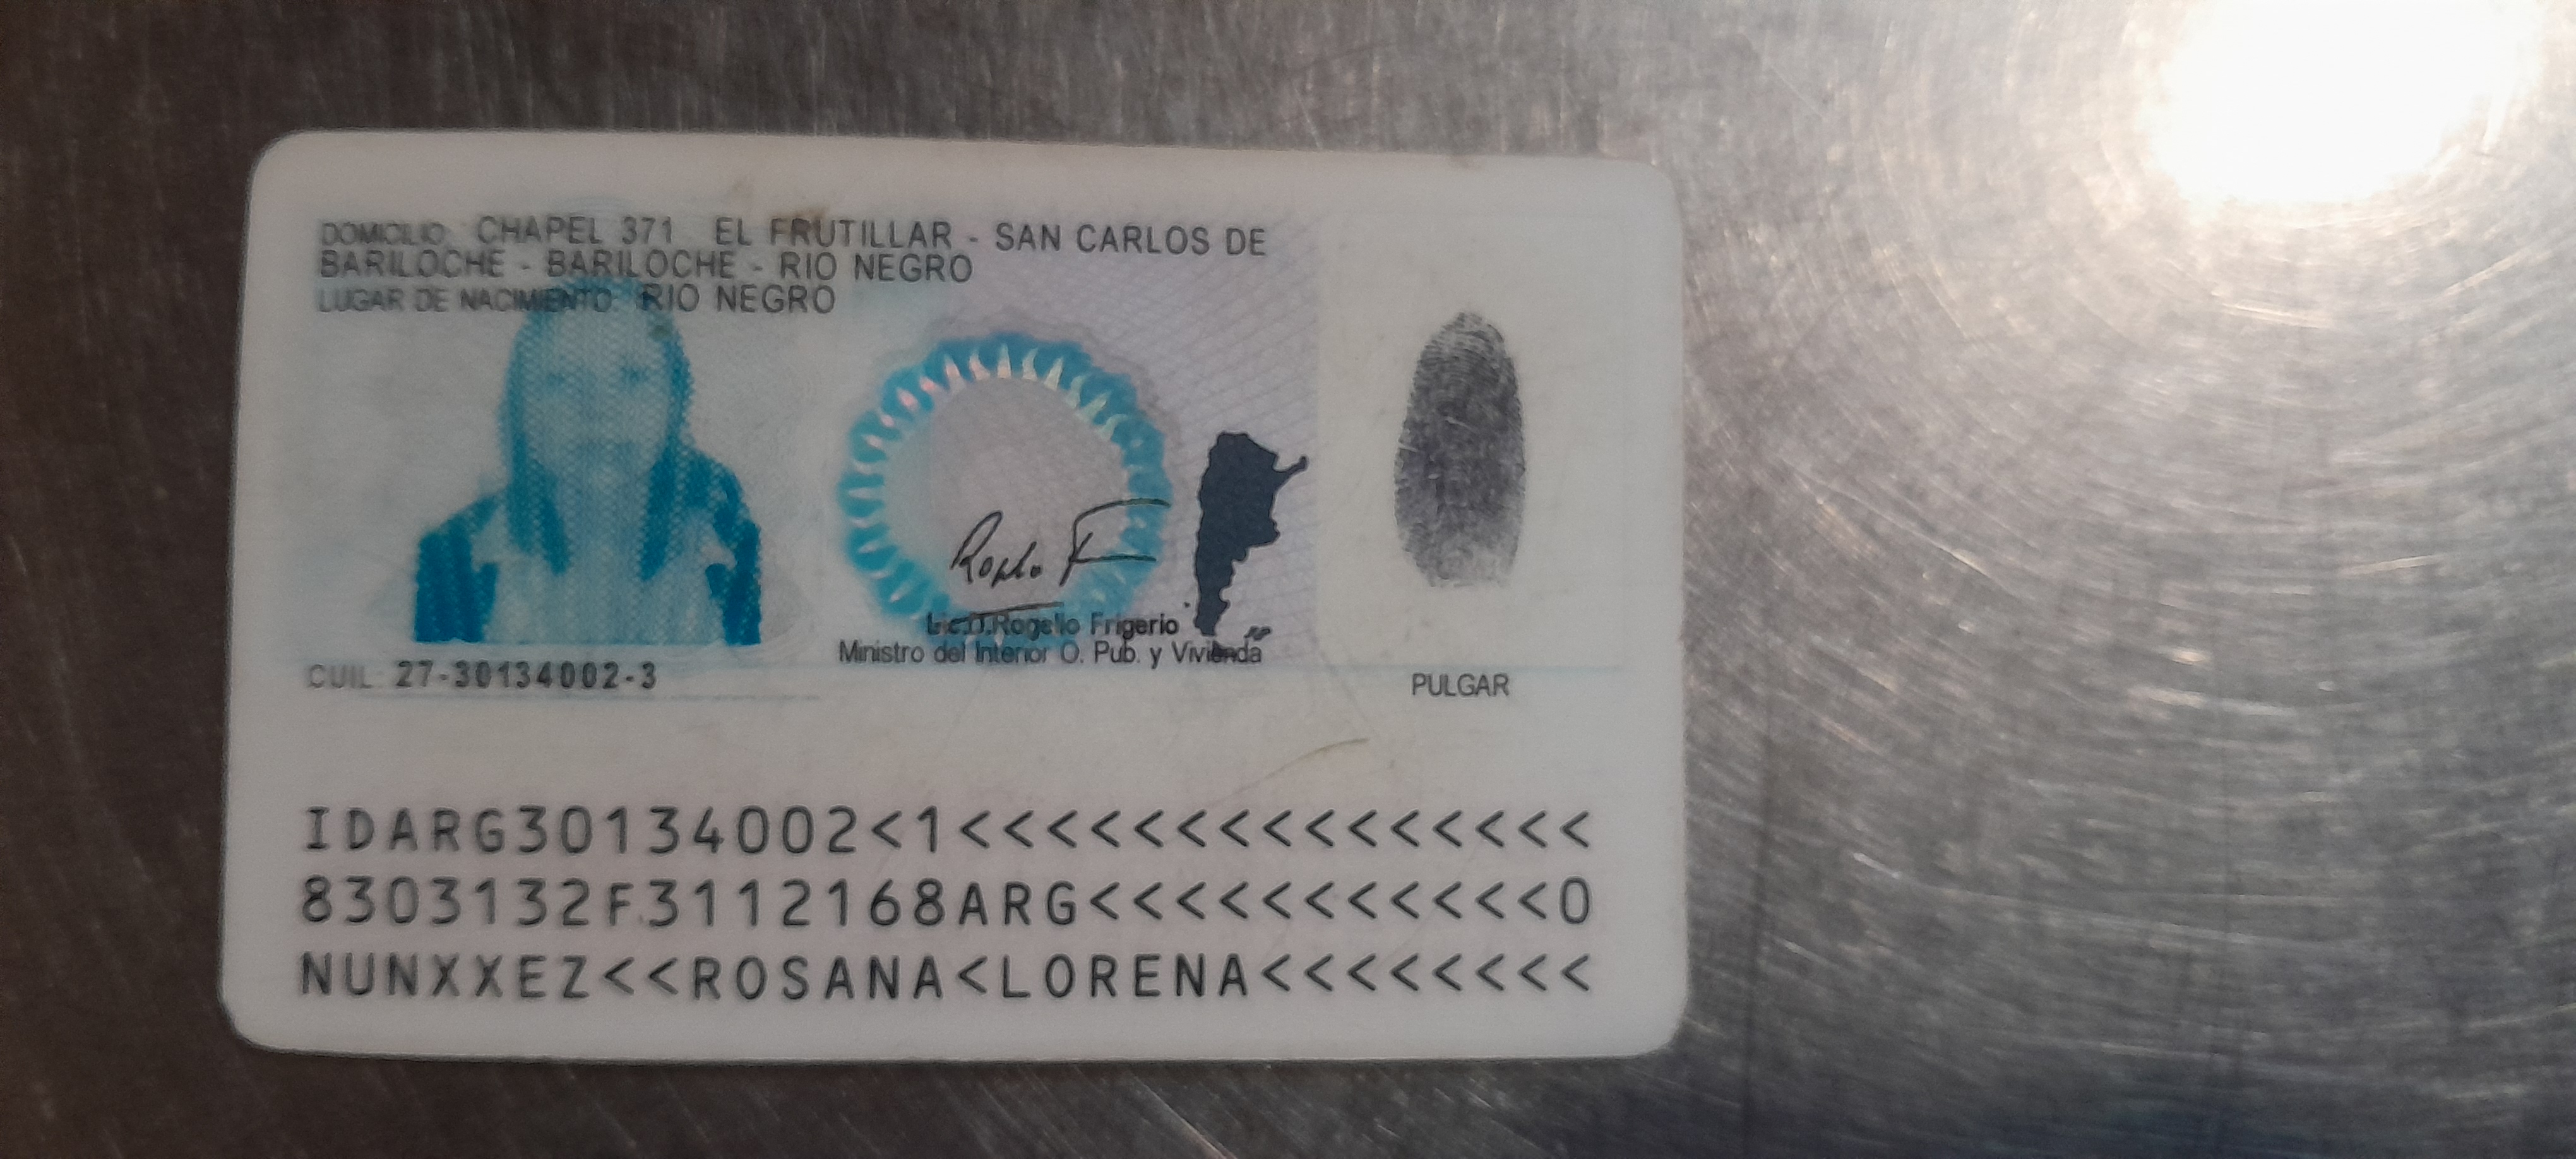 DOMICILIO: CHAPEL 371 EL FRUTILLAR - SAN CARLOS DE
BARILOCHE - BARILOCHE - RIO NEGRO
LUGAR DE NACIMIENTO: RIO NEGRO
Lic. Rogelio Frigerio
Ministro del Interior O. Pub. y Vivienda
CUIL: 27-30134002-3
PULGAR
IDARG30134002<1<<<<<<<<<<<<<<<
8303132F3112168ARG<<<<<<<<<<<0
NUNXXEZ<<ROSANA<LORENA<<<<<<<<